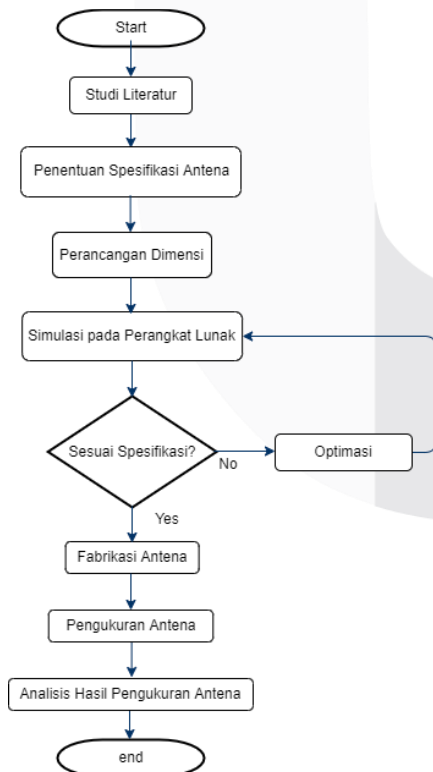 Start
Studi Literatur
Penentuan Spesifikasi Antena
Perancangan Dimensi
Simulasi pada Perangkat Lunak
Sesuai Spesifikasi?
No
Optimasi
Yes
Fabrikasi Antena
Pengukuran Antena
Analisis Hasil Pengukuran Antena
end